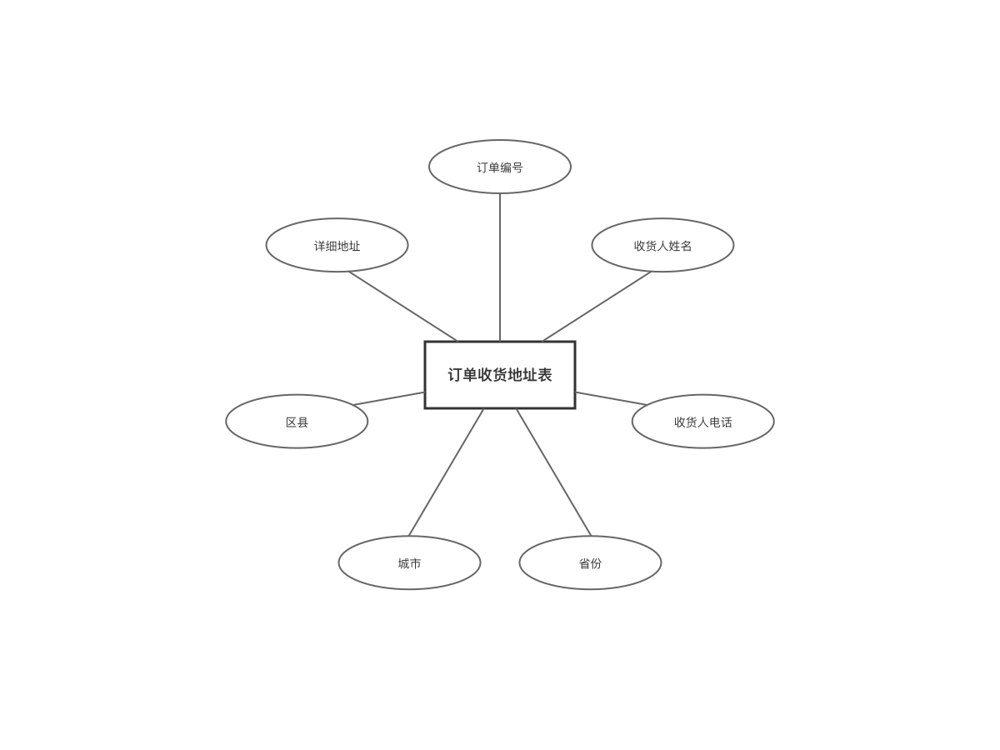 订单编号
详细地址
收货人姓名
订单收货地址表
区县
收货人电话
城市
省份